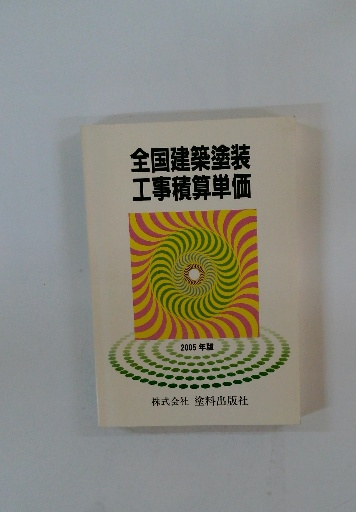 全国建築塗装
工事積算単価
2005年版
株式会社 塗料出版社